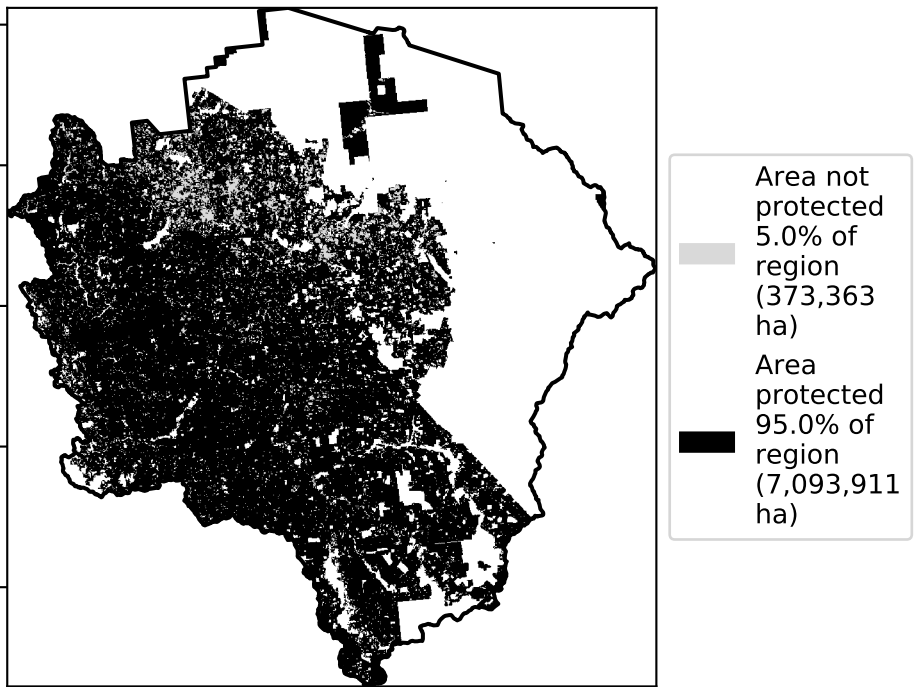 Area not
protected
5.0% of
region
(373,363
ha)
Area
protected
95.0% of
region
(7,093,911
ha)